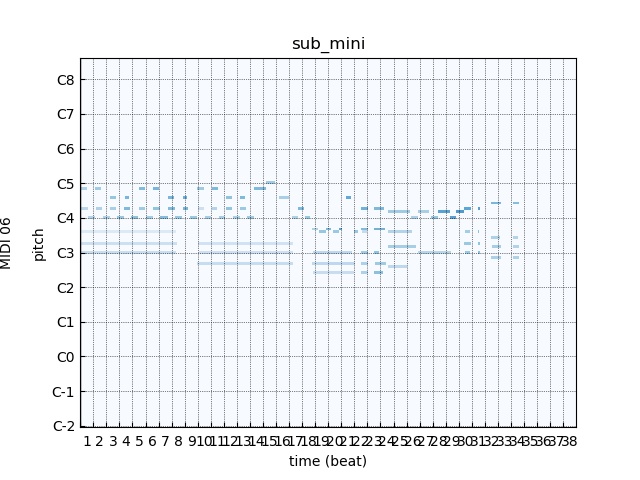 sub_mini
C8
C7
C6
C5
C4
C3
C2
C1
C0
C-1
C-2
MIDI 06
pitch
1 2 3 4 5 6 7 8 9 10 11 12 13 14 15 16 17 18 19 20 21 22 23 24 25 26 27 28 29 30 31 32 33 34 35 36 37 38
time (beat)